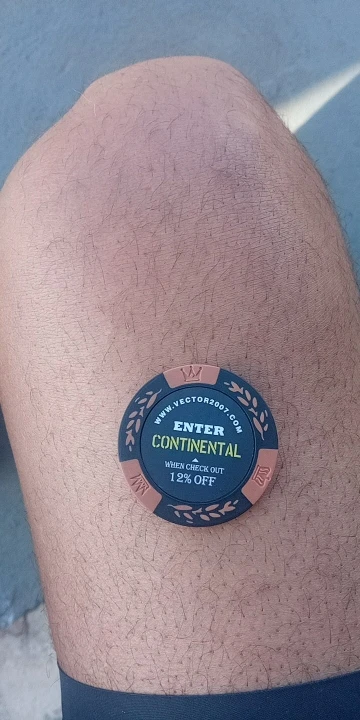 WWW.VECTOR2007.COM
ENTER
CONTINENTAL
WHEN CHECK OUT
12% OFF